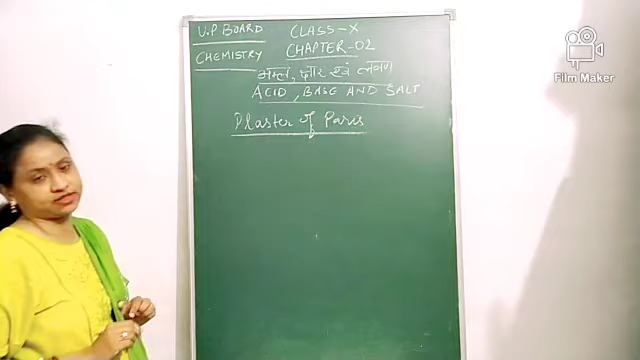 U.P BOARD CLASS-X
CHEMISTRY CHAPTER-02
अम्ल, क्षार एवं लवण
ACID, BASE AND SALT
Plaster of Paris
Film Maker